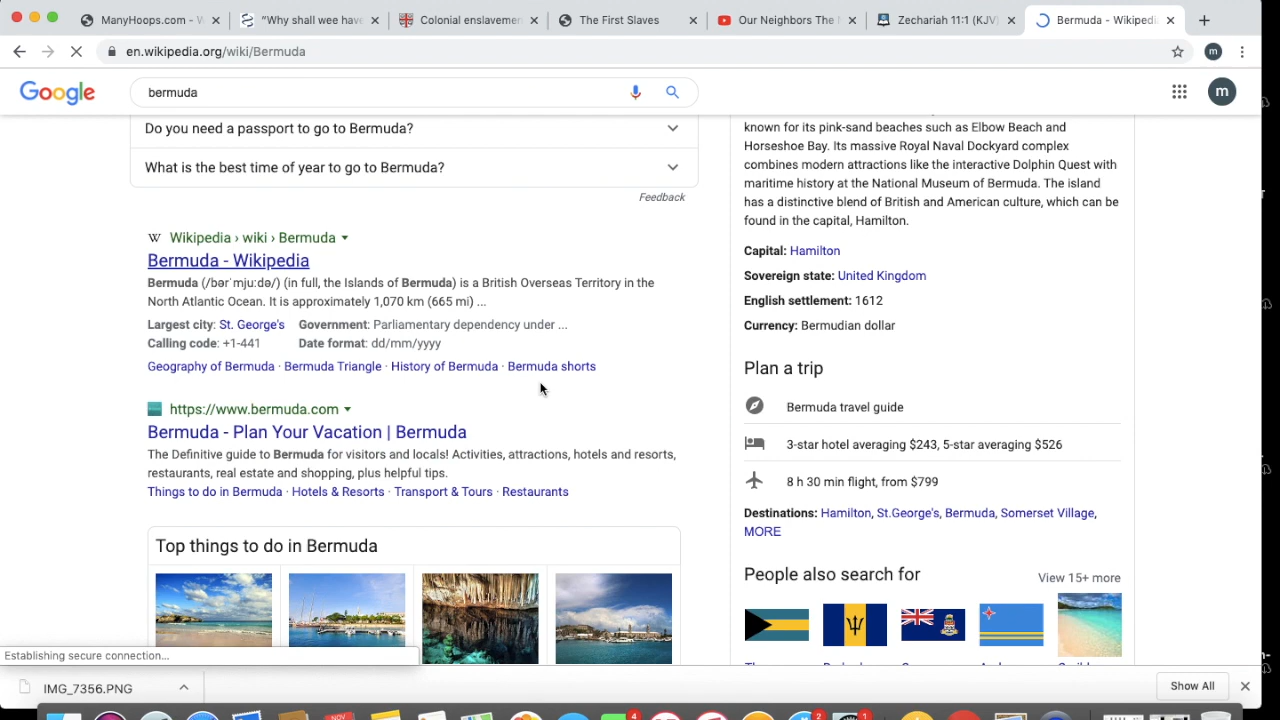 ManyHoops.com - W
"Why shall wee have
Colonial enslavemen
The First Slaves
Our Neighbors The
Zechariah 11:1 (KJV)
Bermuda - Wikipedi
en.wikipedia.org/wiki/Bermuda
m
Google
bermuda
m
Do you need a passport to go to Bermuda?
What is the best time of year to go to Bermuda?
Feedback
W Wikipedia › wiki › Bermuda
Bermuda - Wikipedia
Bermuda (/bərˈmjuːdə/) (in full, the Islands of Bermuda) is a British Overseas Territory in the
North Atlantic Ocean. It is approximately 1,070 km (665 mi) ...
Largest city: St. George's Government: Parliamentary dependency under ...
Calling code: +1-441 Date format: dd/mm/yyyy
Geography of Bermuda · Bermuda Triangle · History of Bermuda · Bermuda shorts
https://www.bermuda.com
Bermuda - Plan Your Vacation | Bermuda
The Definitive guide to Bermuda for visitors and locals! Activities, attractions, hotels and resorts,
restaurants, real estate and shopping, plus helpful tips.
Things to do in Bermuda · Hotels & Resorts · Transport & Tours · Restaurants
Top things to do in Bermuda
known for its pink-sand beaches such as Elbow Beach and
Horseshoe Bay. Its massive Royal Naval Dockyard complex
combines modern attractions like the interactive Dolphin Quest with
maritime history at the National Museum of Bermuda. The island
has a distinctive blend of British and American culture, which can be
found in the capital, Hamilton.
Capital: Hamilton
Sovereign state: United Kingdom
English settlement: 1612
Currency: Bermudian dollar
Plan a trip
Bermuda travel guide
3-star hotel averaging $243, 5-star averaging $526
8 h 30 min flight, from $799
Destinations: Hamilton, St.George's, Bermuda, Somerset Village,
MORE
People also search for
View 15+ more
Establishing secure connection...
IMG_7356.PNG
Show All
NOV
4
2
1